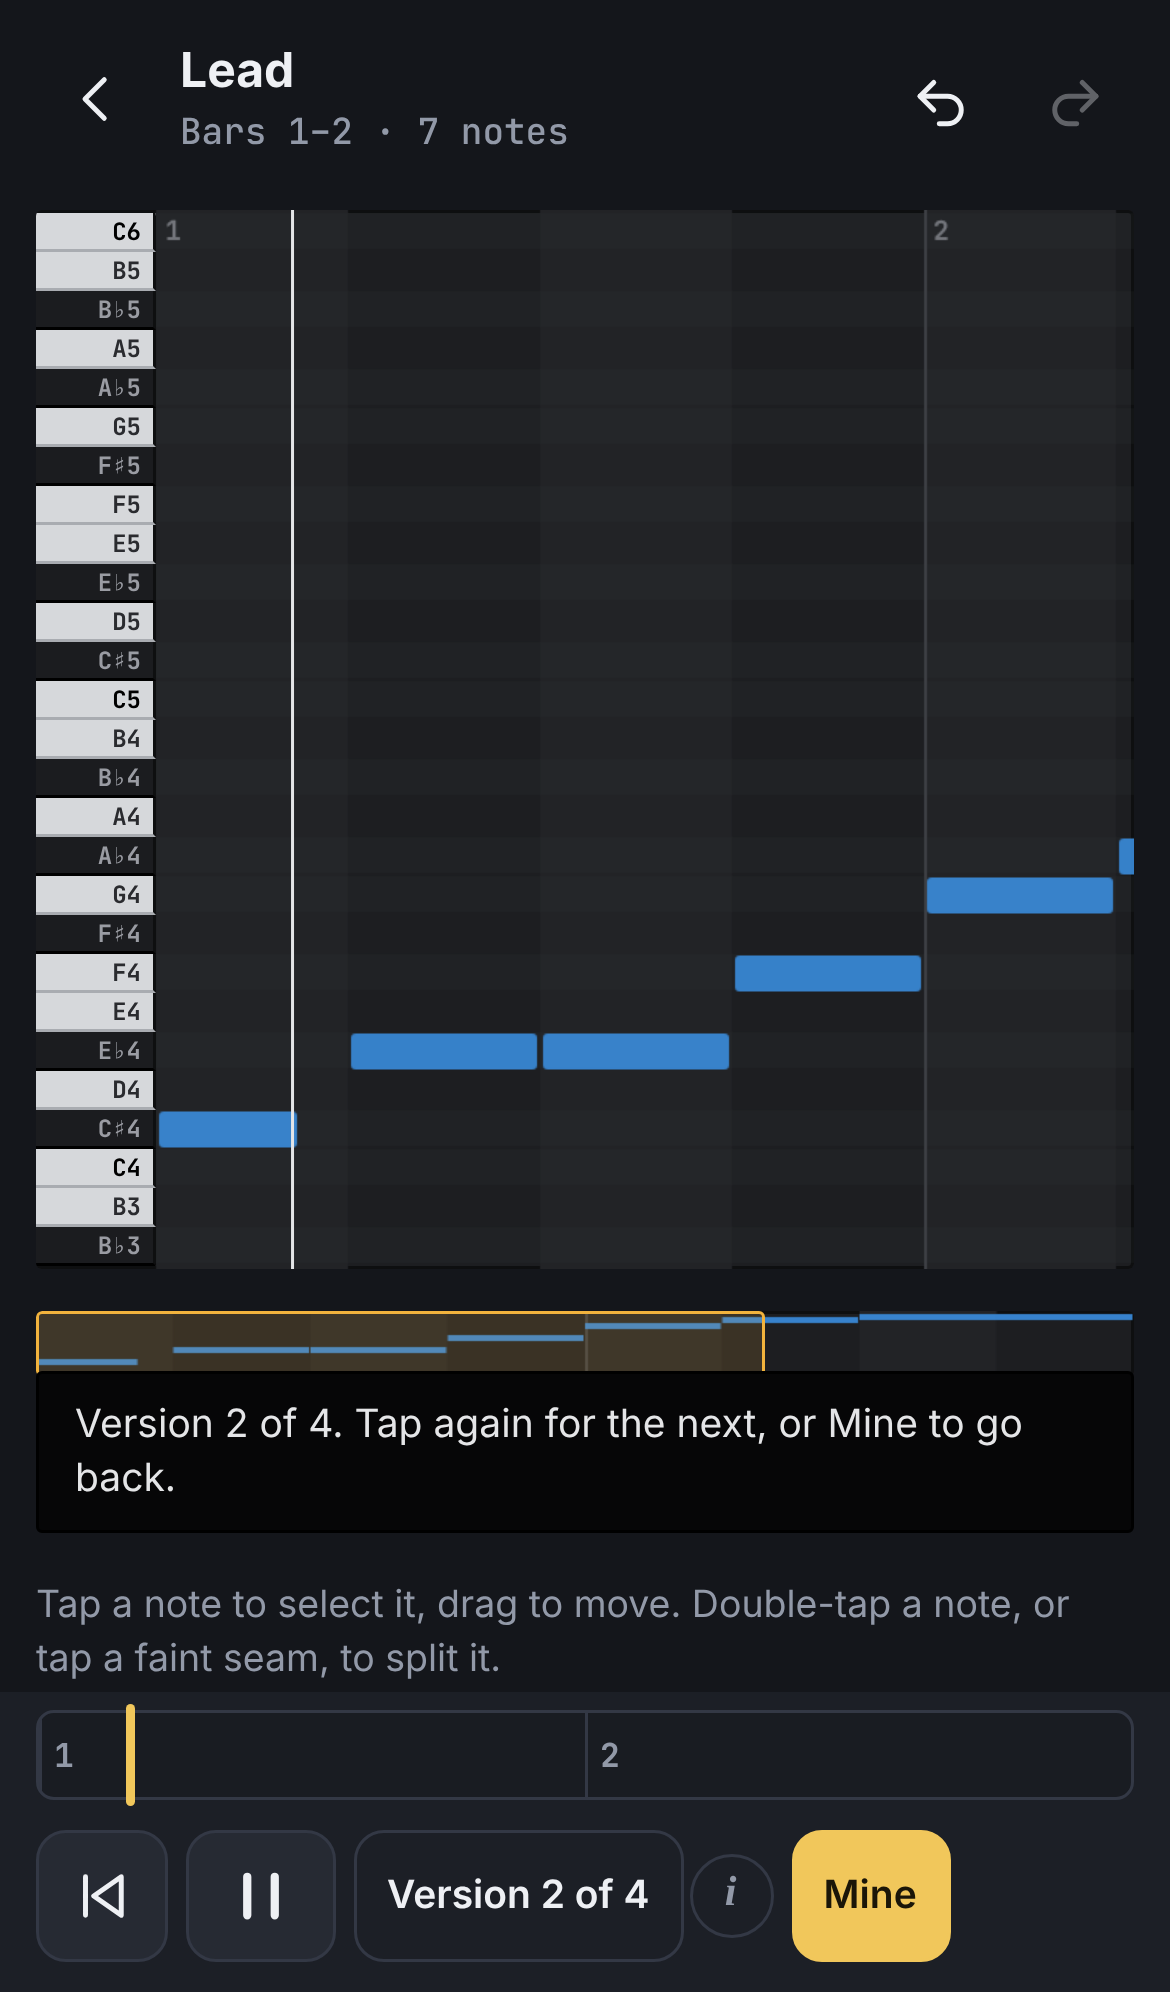 Lead
Bars 1–2 · 7 notes
C6
1
2
B5
B♭5
A5
A♭5
G5
F♯5
F5
E5
E♭5
D5
C♯5
C5
B4
B♭4
A4
A♭4
G4
F♯4
F4
E4
E♭4
D4
C♯4
C4
B3
B♭3
Version 2 of 4. Tap again for the next, or Mine to go
back.
Tap a note to select it, drag to move. Double-tap a note, or
tap a faint seam, to split it.
1
2
Version 2 of 4
i
Mine